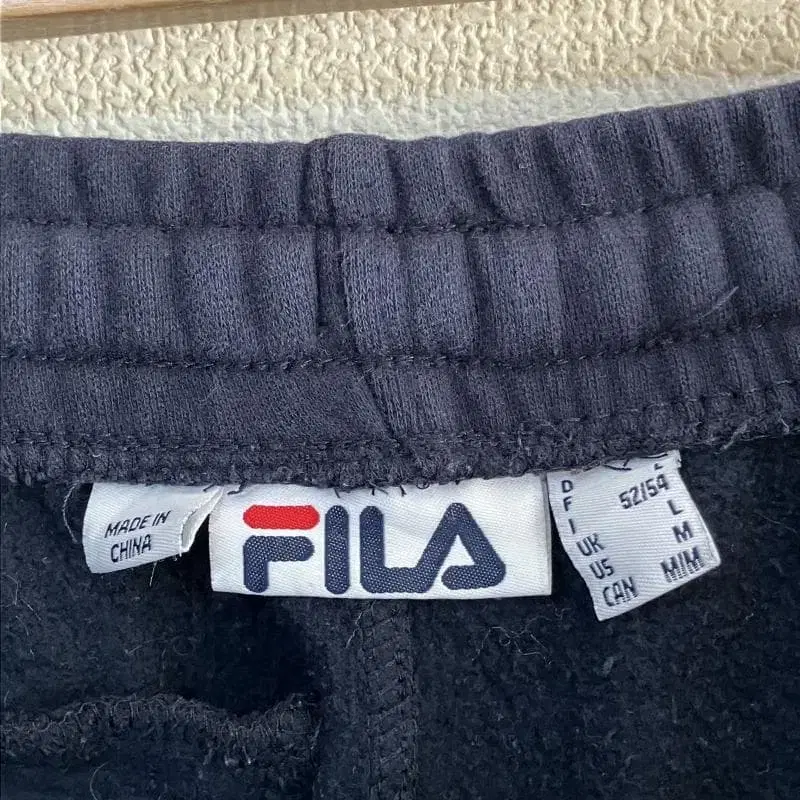 MADE IN
CHINA
FILA
D
F
I 52/54
UK L
US M
CAN M/M